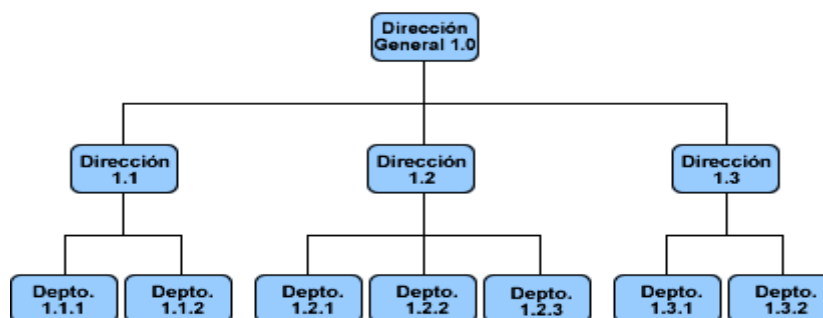 Dirección
General 1.0
Dirección
1.1
Dirección
1.2
Dirección
1.3
Depto.
1.1.1
Depto.
1.1.2
Depto.
1.2.1
Depto.
1.2.2
Depto.
1.2.3
Depto.
1.3.1
Depto.
1.3.2